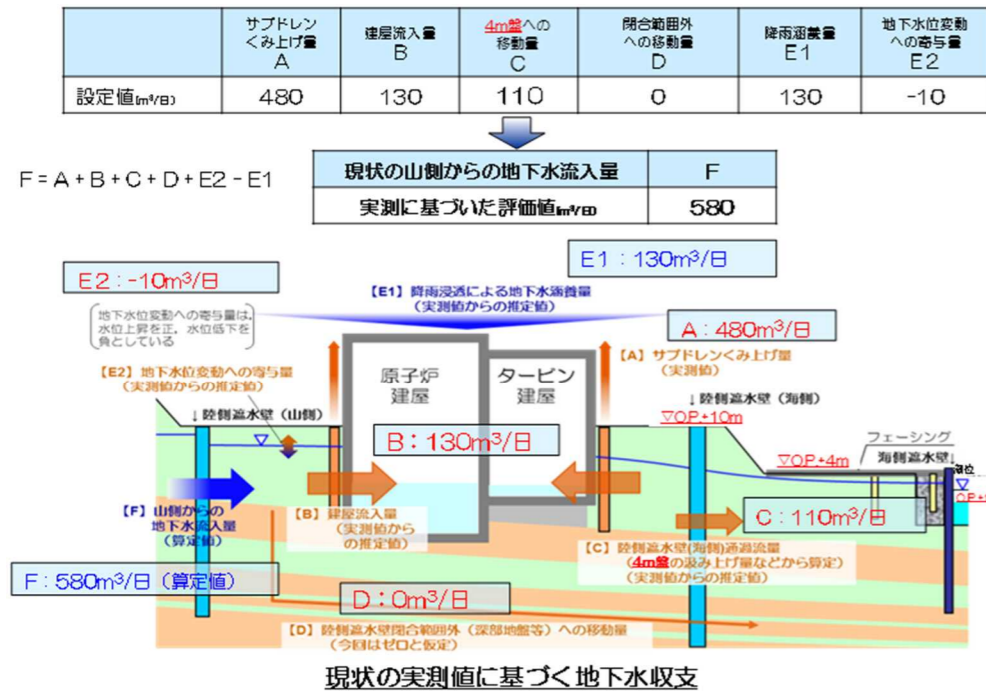 サブドレン
くみ上げ量
A
建屋流入量
B
4m盤への
移動量
C
閉合範囲外
への移動量
D
降雨涵養量
E1
地下水位変動
への寄与量
E2
設定値(m³/日) 480 130 110 0 130 -10
F=A+B+C+D+E2-E1
現状の山側からの地下水流入量 F
実測に基づいた評価値(m³/日) 580
E1：130m³/日
E2：-10m³/日
【E1】降雨浸透による地下水涵養量
（実測値からの推定値）
地下水位変動への寄与量は、
水位上昇を正、水位低下を
負としている
A：480m³/日
【E2】地下水位変動への寄与量
（実測値からの推定値）
【A】サブドレンくみ上げ量
（実測値）
原子炉
建屋
タービン
建屋
↓陸側遮水壁（山側）
↓陸側遮水壁（海側）
▽O.P.+10m
フェーシング
▽O.P.+4m
海側遮水壁↓
B：130m³/日
【F】山側からの
地下水流入量
（算定値）
【B】建屋流入量
（実測値から
の推定値）
C：110m³/日
【C】陸側遮水壁(海側)通過流量
（4m盤の汲み上げ量などから算定）
（実測値からの推定値）
F：580m³/日（算定値）
D：0m³/日
【D】陸側遮水壁閉合範囲外（深部地盤等）への移動量
（今回はゼロと仮定）
現状の実測値に基づく地下水収支